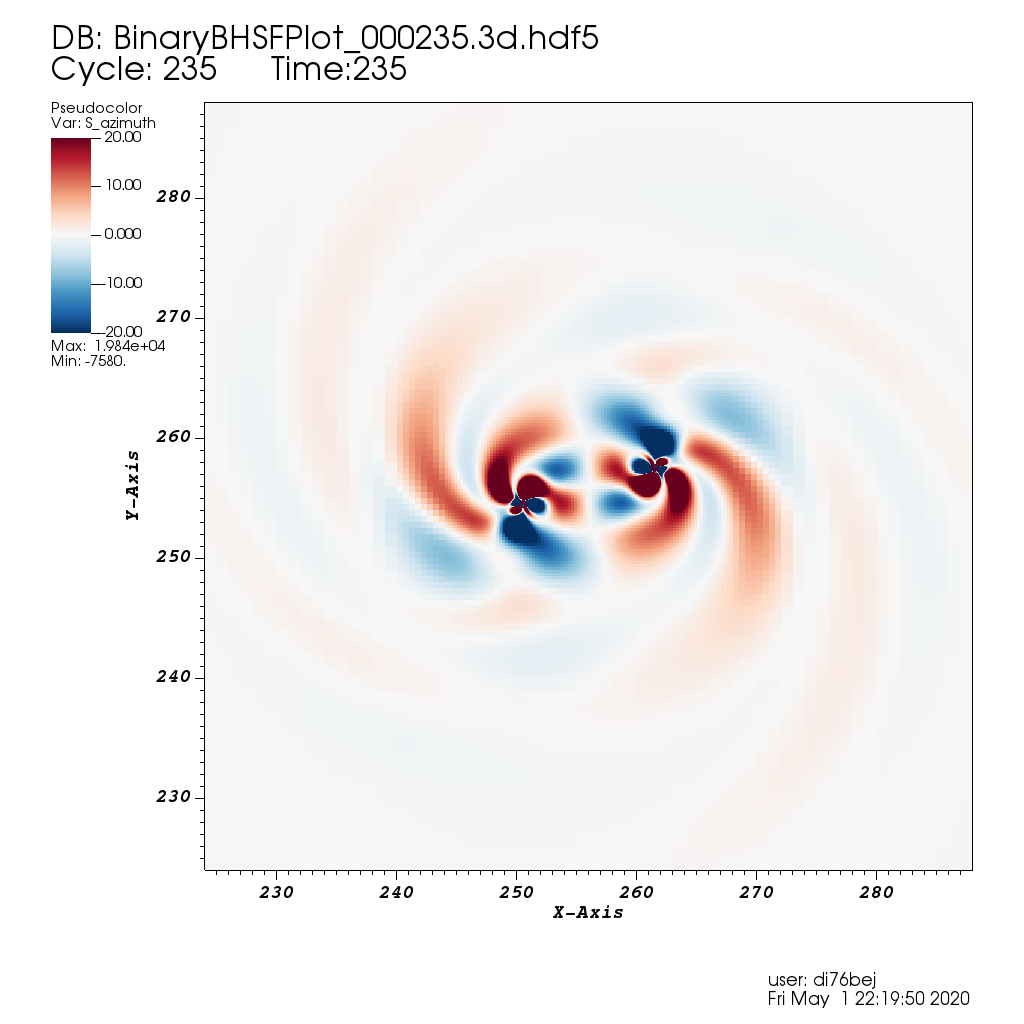 DB: BinaryBHSFPlot_000235.3d.hdf5
Cycle: 235 Time:235
Pseudocolor
Var: S_azimuth
20.00
10.00
0.000
-10.00
-20.00
Max: 1.984e+04
Min: -7580.
280
270
260
250
240
230
Y-Axis
230 240 250 260 270 280
X-Axis
user: di76bej
Fri May 1 22:19:50 2020